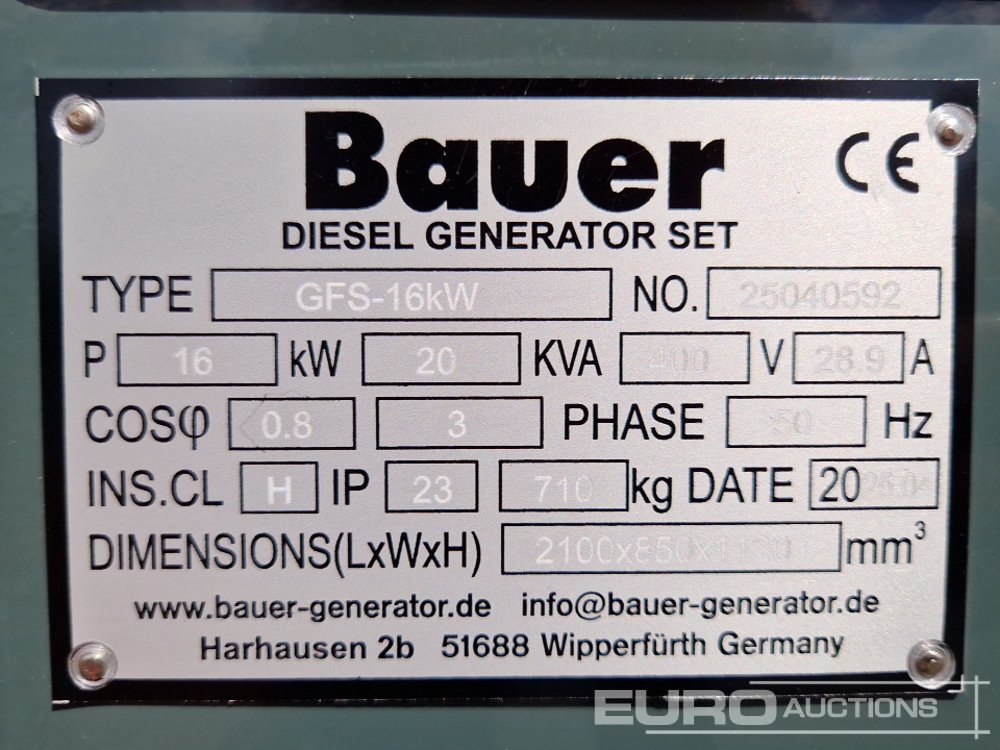 Bauer CE
DIESEL GENERATOR SET
TYPE GFS-16kW NO. 25040592
P 16 kW 20 KVA 400 V 28.9 A
COSφ 0.8 3 PHASE 50 Hz
INS.CL H IP 23 710 kg DATE 2025.04
DIMENSIONS(LxWxH) mm³
www.bauer-generator.de info@bauer-generator.de
Harhausen 2b 51688 Wipperfürth Germany
EURO AUCTIONS